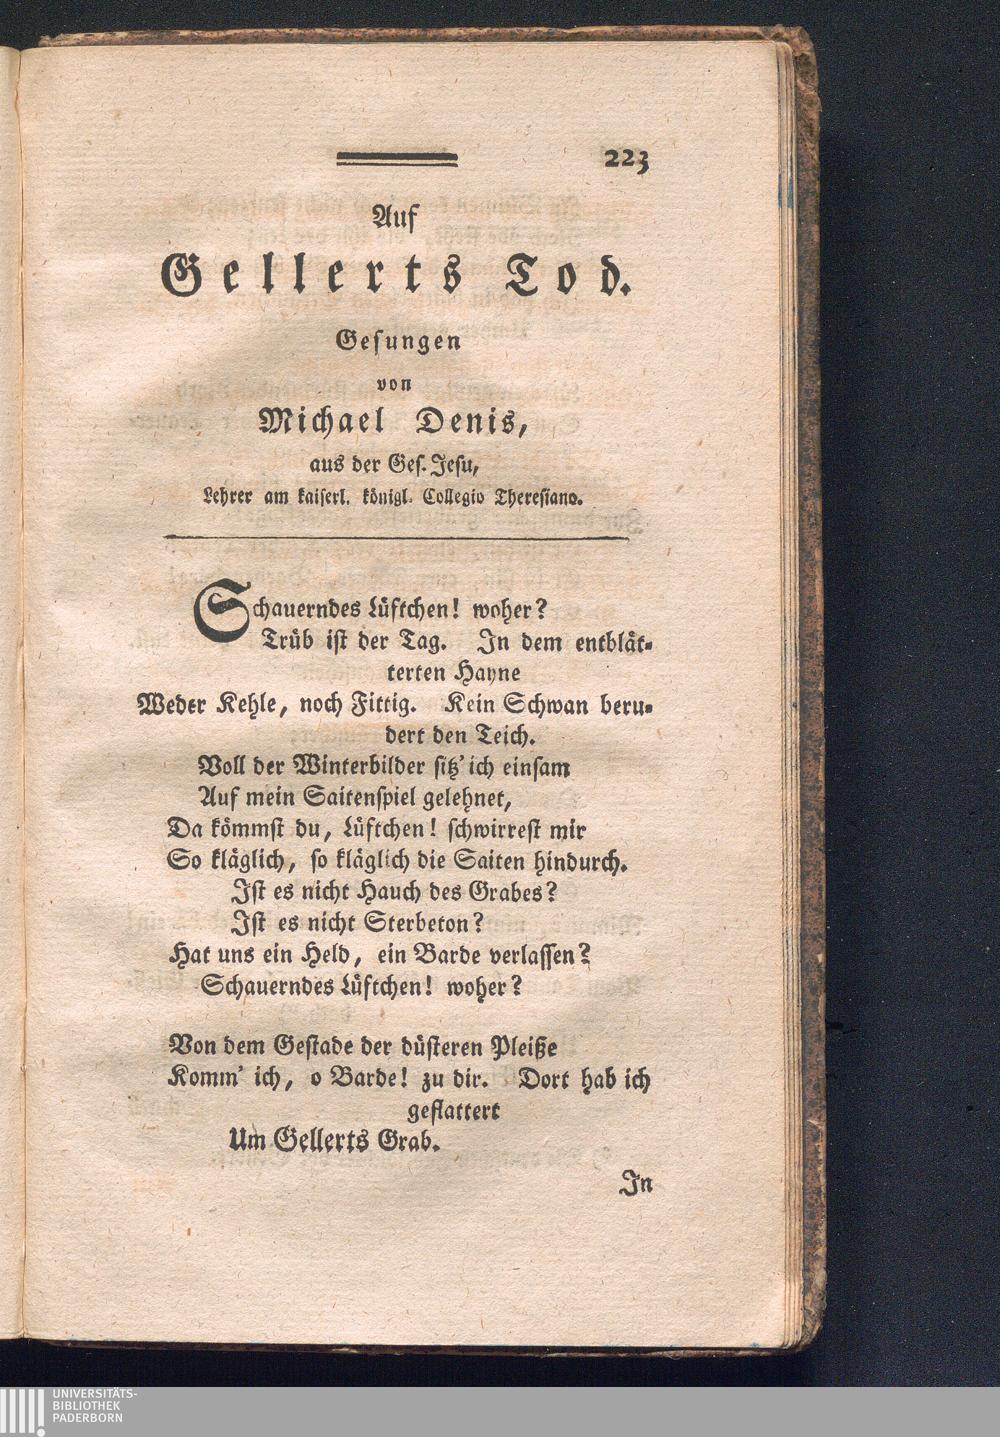 223
Auf
Gellerts Tod.
Gesungen
von
Michael Denis,
aus der Ges. Jesu,
Lehrer am kaiserl. königl. Collegio Theresiano.
Schauerndes Lüftchen! woher?
Trüb ist der Tag. In dem entblät-
terten Hayne
Weder Kehle, noch Fittig. Kein Schwan beru-
dert den Teich.
Voll der Winterbilder sitz' ich einsam
Auf mein Saitenspiel gelehnet,
Da kömmst du, Lüftchen! schwirrest mir
So kläglich, so kläglich die Saiten hindurch.
Ist es nicht Hauch des Grabes?
Ist es nicht Sterbeton?
Hat uns ein Held, ein Barde verlassen?
Schauerndes Lüftchen! woher?
Von dem Gestade der düsteren Pleiße
Komm' ich, o Barde! zu dir. Dort hab ich
geflattert
Um Gellerts Grab.
In
UNIVERSITÄTS-
BIBLIOTHEK
PADERBORN